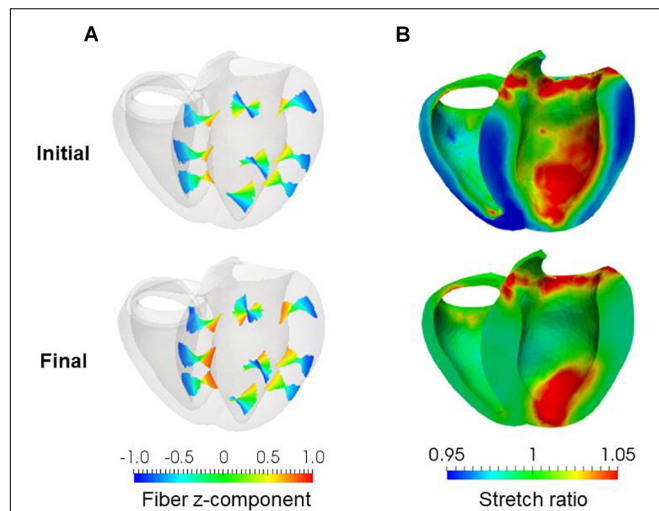 A
B
Initial
Final
-1.0 -0.5 0.0 0.5 1.0
Fiber z-component
0.95 1 1.05
Stretch ratio